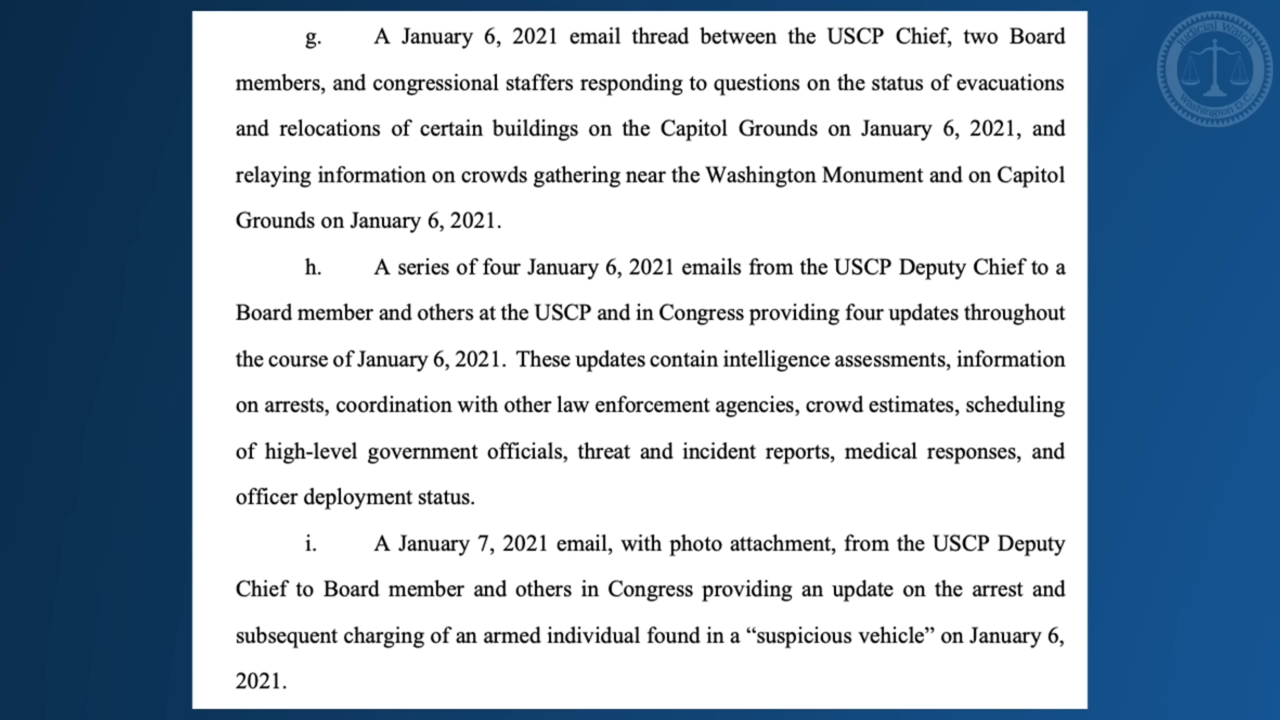 g. A January 6, 2021 email thread between the USCP Chief, two Board
members, and congressional staffers responding to questions on the status of evacuations
and relocations of certain buildings on the Capitol Grounds on January 6, 2021, and
relaying information on crowds gathering near the Washington Monument and on Capitol
Grounds on January 6, 2021.
h. A series of four January 6, 2021 emails from the USCP Deputy Chief to a
Board member and others at the USCP and in Congress providing four updates throughout
the course of January 6, 2021. These updates contain intelligence assessments, information
on arrests, coordination with other law enforcement agencies, crowd estimates, scheduling
of high-level government officials, threat and incident reports, medical responses, and
officer deployment status.
i. A January 7, 2021 email, with photo attachment, from the USCP Deputy
Chief to Board member and others in Congress providing an update on the arrest and
subsequent charging of an armed individual found in a “suspicious vehicle” on January 6,
2021.
Judicial Watch
Washington D.C.